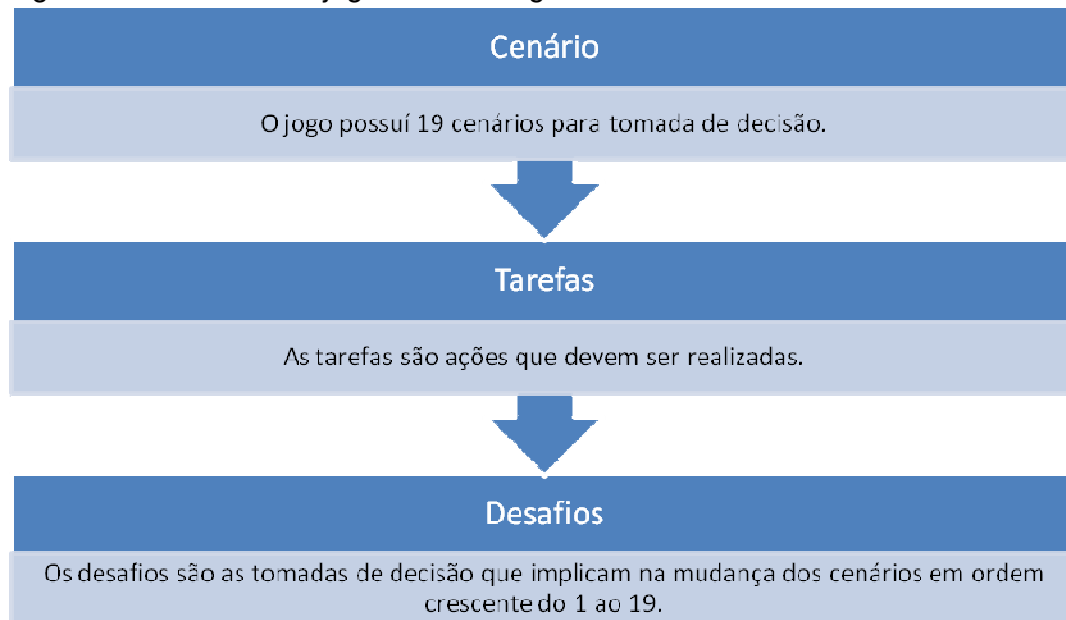 Cenário
O jogo possuí 19 cenários para tomada de decisão.
Tarefas
As tarefas são ações que devem ser realizadas.
Desafios
Os desafios são as tomadas de decisão que implicam na mudança dos cenários em ordem
crescente do 1 ao 19.